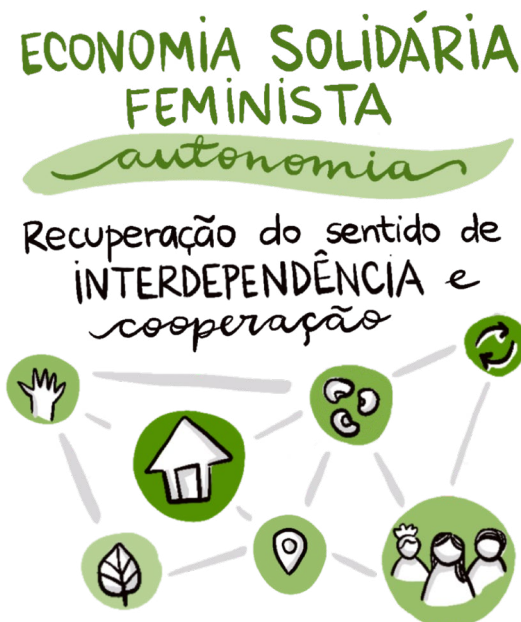 ECONOMIA SOLIDÁRIA
FEMINISTA
autonomia
Recuperação do sentido de
INTERDEPENDÊNCIA e
cooperação